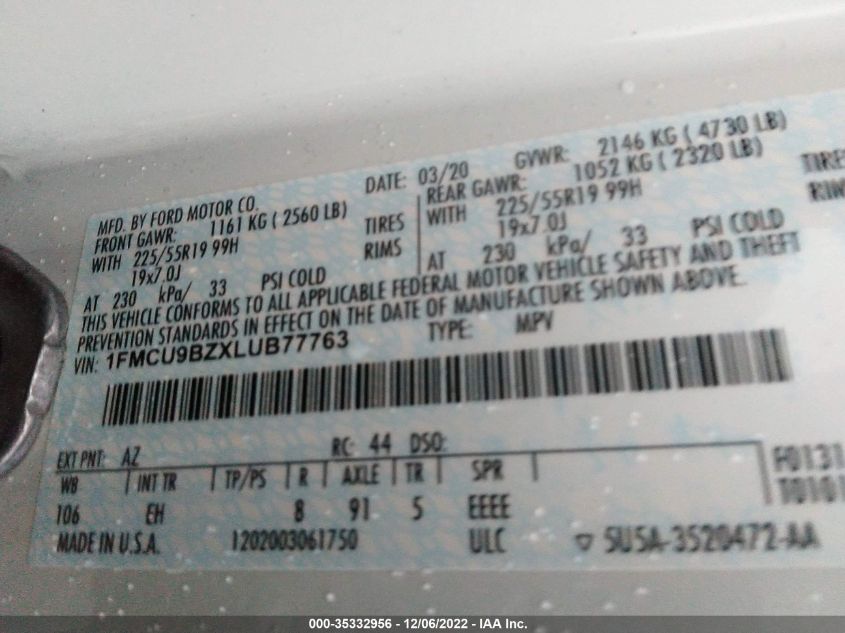 MFD. BY FORD MOTOR CO. DATE: 03/20 GVWR: 2146 KG ( 4730 LB)
FRONT GAWR: 1161 KG ( 2560 LB) REAR GAWR: 1052 KG ( 2320 LB)
WITH 225/55R19 99H TIRES WITH 225/55R19 99H TIRE
19x7.0J RIMS 19x7.0J RIM
AT 230 kPa/ 33 PSI COLD AT 230 kPa/ 33 PSI COLD
THIS VEHICLE CONFORMS TO ALL APPLICABLE FEDERAL MOTOR VEHICLE SAFETY AND THEFT
PREVENTION STANDARDS IN EFFECT ON THE DATE OF MANUFACTURE SHOWN ABOVE.
VIN: 1FMCU9BZXLUB77763 TYPE: MPV
EXT PNT: AZ RC: 44 DSO:
WB INT TR TP/PS R AXLE TR SPR
106 EH 8 91 5 EEEE
F0131
T0101
MADE IN U.S.A. 1202003061750 ULC ▽ 5U5A-3520472-AA
000-35332956 - 12/06/2022 - IAA Inc.